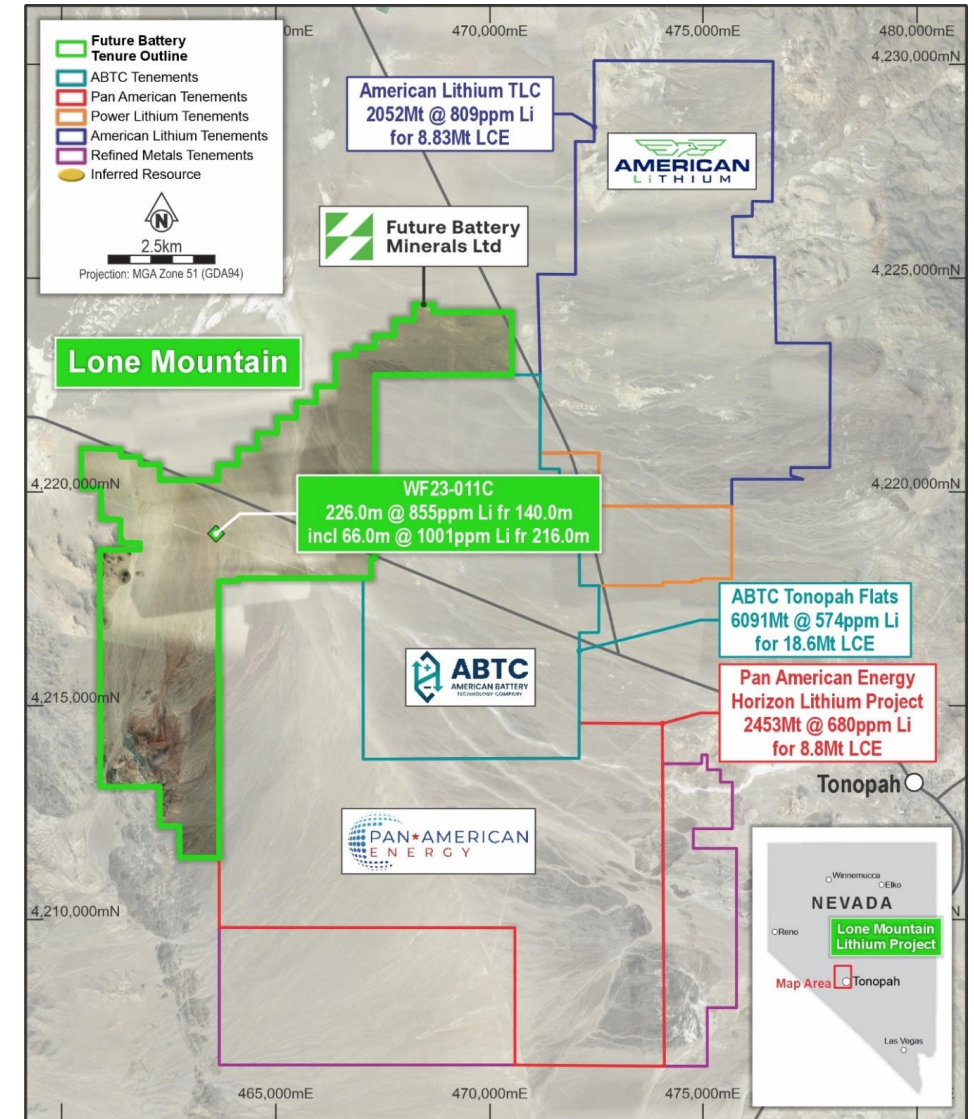 Future Battery
Tenure Outline
ABTC Tenements
Pan American Tenements
Power Lithium Tenements
American Lithium Tenements
Refined Metals Tenements
Inferred Resource
N
2.5km
Projection: MGA Zone 51 (GDA94)
0mE
470,000mE
475,000mE
480,000mE
4,230,000mN
American Lithium TLC
2052Mt @ 809ppm Li
for 8.83Mt LCE
AMERICAN
LiTHIUM
Future Battery
Minerals Ltd
4,225,000mN
Lone Mountain
4,220,000mN
4,220,000mN
WF23-011C
226.0m @ 855ppm Li fr 140.0m
incl 66.0m @ 1001ppm Li fr 216.0m
ABTC Tonopah Flats
6091Mt @ 574ppm Li
for 18.6Mt LCE
ABTC
AMERICAN BATTERY
TECHNOLOGY COMPANY
4,215,000mN
Pan American Energy
Horizon Lithium Project
2453Mt @ 680ppm Li
for 8.8Mt LCE
Tonopah
PAN★AMERICAN
ENERGY
4,210,000mN
N
Winnemucca
Elko
NEVADA
Reno
Lone Mountain
Lithium Project
Map Area
Tonopah
Las Vegas
465,000mE
470,000mE
475,000mE